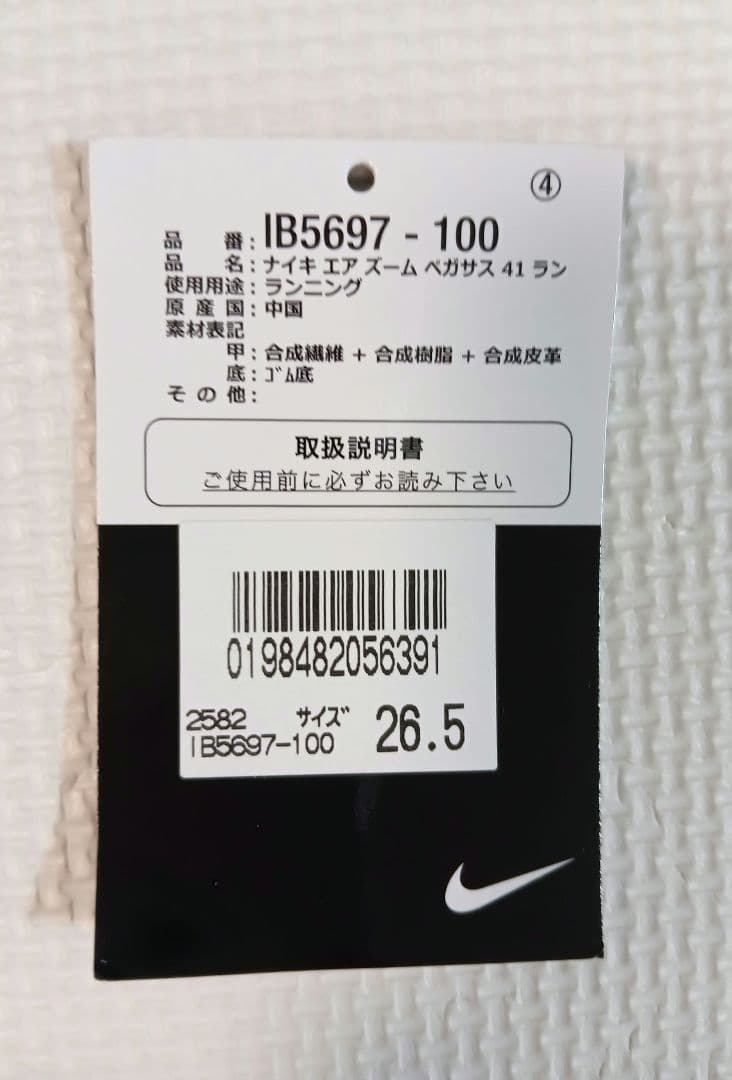 ④
品番:IB5697 - 100
品名:ナイキ エア ズーム ペガサス 41 ラン
使用用途:ランニング
原産国:中国
素材表記
甲:合成繊維 + 合成樹脂 + 合成皮革
底:ｺﾞﾑ底
その他:
取扱説明書
ご使用前に必ずお読み下さい
0198482056391
2582 ｻｲｽﾞ 26.5
IB5697-100